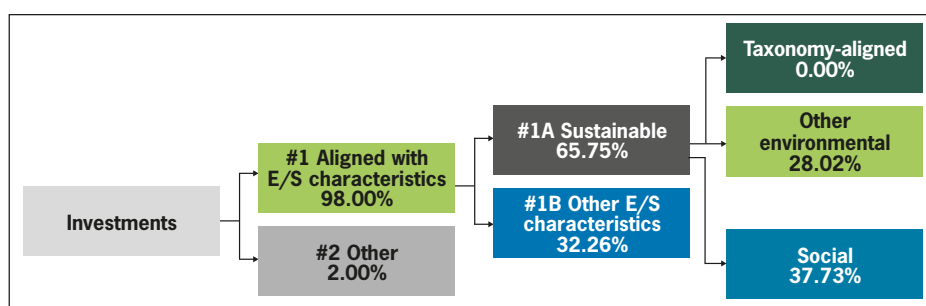 Investments
#1 Aligned with
E/S characteristics
98.00%
#2 Other
2.00%
#1A Sustainable
65.75%
#1B Other E/S
characteristics
32.26%
Taxonomy-aligned
0.00%
Other
environmental
28.02%
Social
37.73%